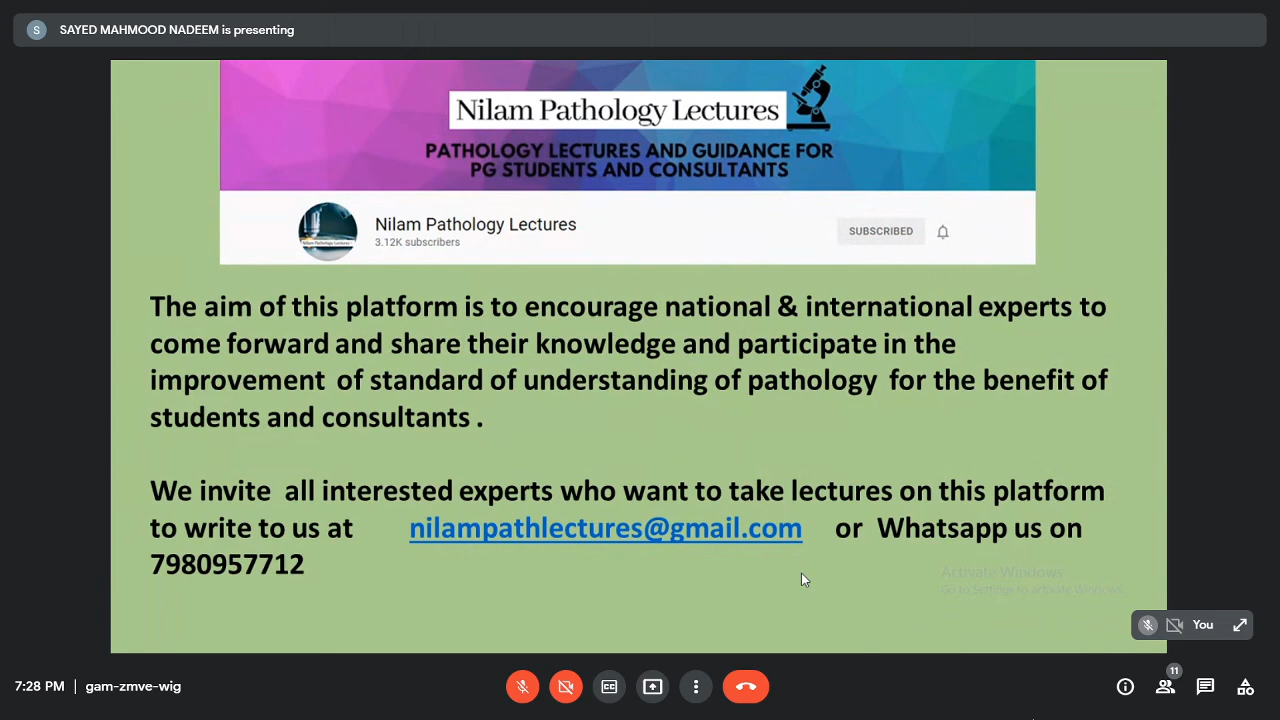 S SAYED MAHMOOD NADEEM is presenting
Nilam Pathology Lectures
PATHOLOGY LECTURES AND GUIDANCE FOR
PG STUDENTS AND CONSULTANTS
Nilam Pathology Lectures
Nilam Pathology Lectures
3.12K subscribers
SUBSCRIBED
The aim of this platform is to encourage national & international experts to
come forward and share their knowledge and participate in the
improvement of standard of understanding of pathology for the benefit of
students and consultants .
We invite all interested experts who want to take lectures on this platform
to write to us at nilampathlectures@gmail.com or Whatsapp us on
7980957712
Activate Windows
Go to Settings to activate Windows.
You
7:28 PM | gam-zmve-wig
CC
11